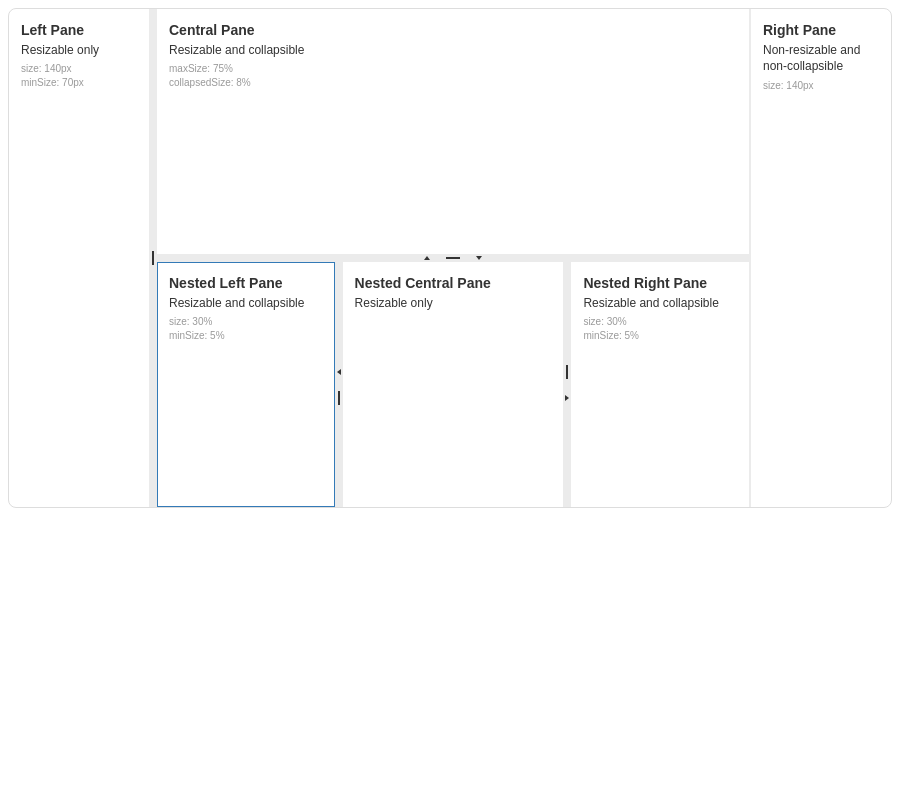 Left Pane
Resizable only
size: 140px
minSize: 70px
Central Pane
Resizable and collapsible
maxSize: 75%
collapsedSize: 8%
Right Pane
Non-resizable and
non-collapsible
size: 140px
Nested Left Pane
Resizable and collapsible
size: 30%
minSize: 5%
Nested Central Pane
Resizable only
Nested Right Pane
Resizable and collapsible
size: 30%
minSize: 5%